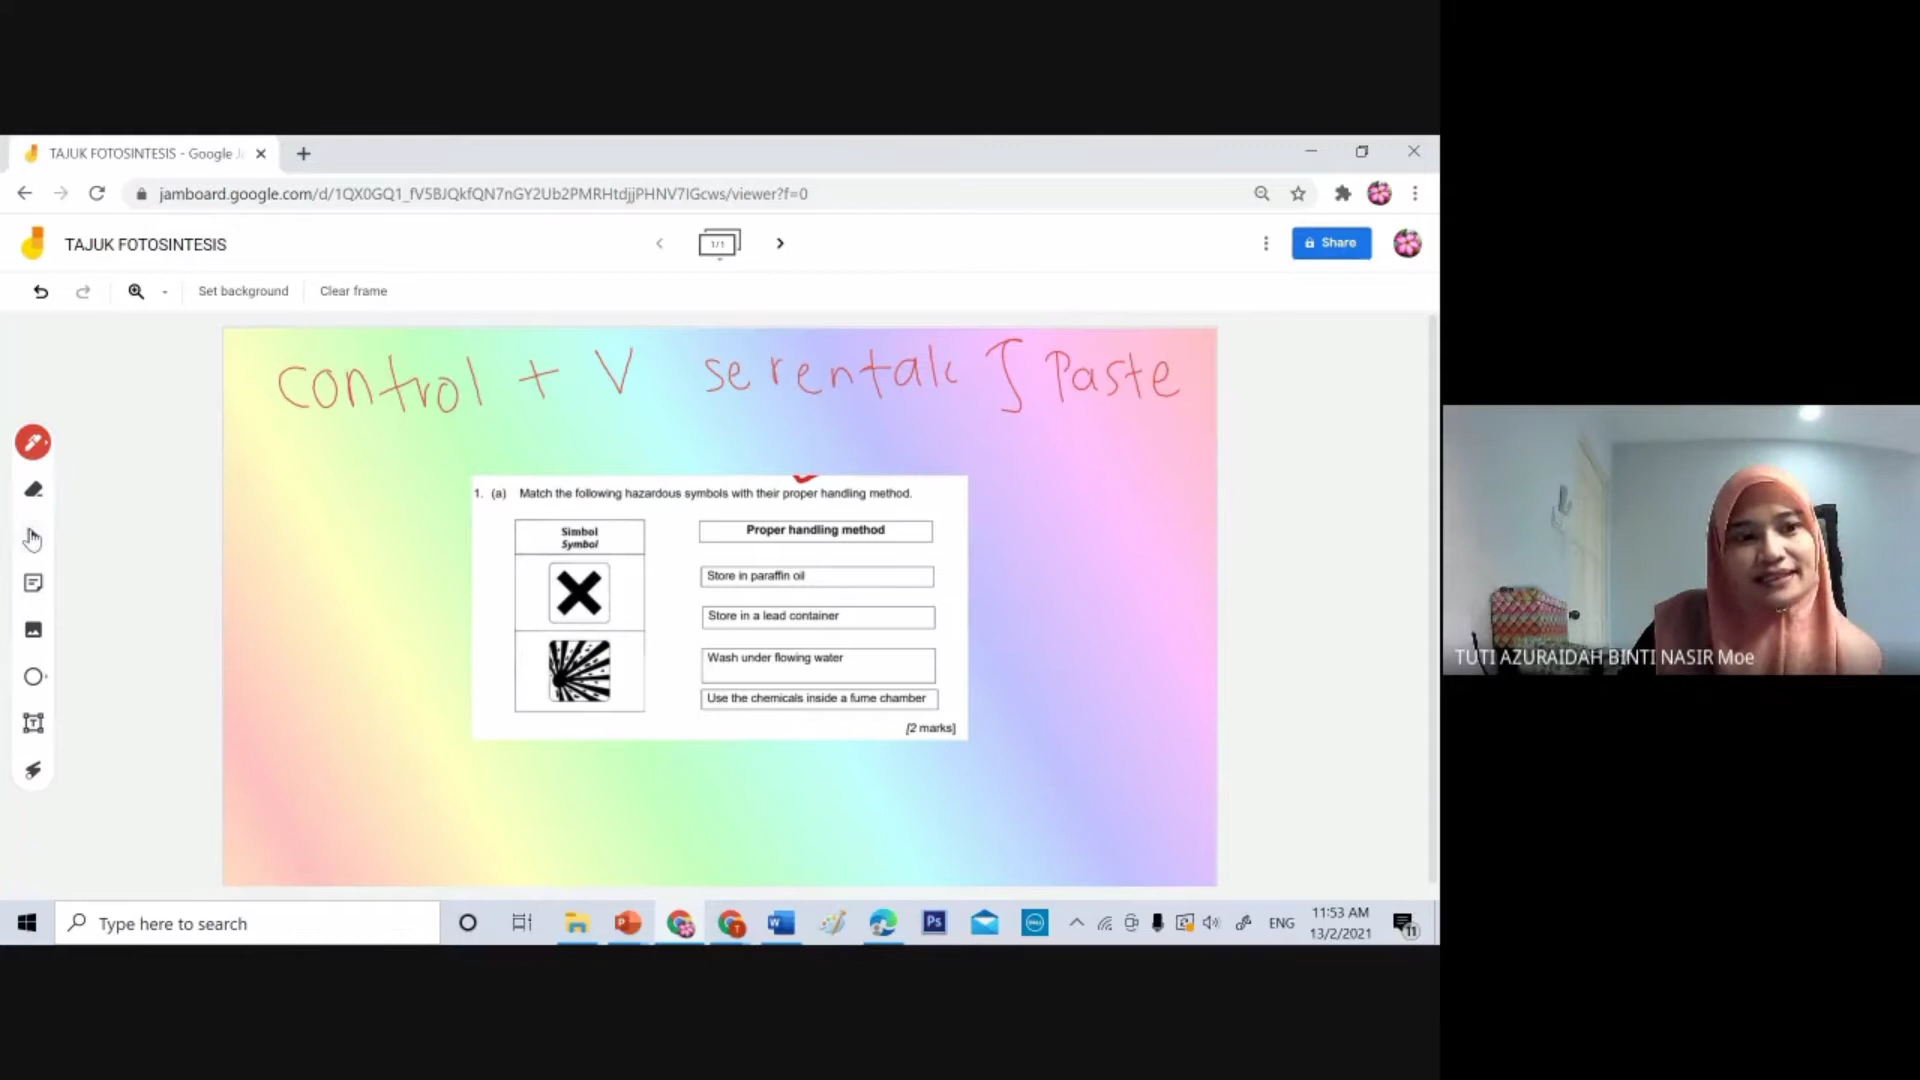 TAJUK FOTOSINTESIS - Google J
jamboard.google.com/d/1QX0GQ1_fV5BJQkfQN7nGY2Ub2PMRHtdjjPHNV7IGcws/viewer?f=0
TAJUK FOTOSINTESIS
1/1
Share
Set background
Clear frame
control + V serentak Paste
1. (a) Match the following hazardous symbols with their proper handling method.
Simbol
Symbol
Proper handling method
Store in paraffin oil
Store in a lead container
Wash under flowing water
Use the chemicals inside a fume chamber
[2 marks]
TUTI AZURAIDAH BINTI NASIR Moe
Type here to search
ENG
11:53 AM
13/2/2021
11